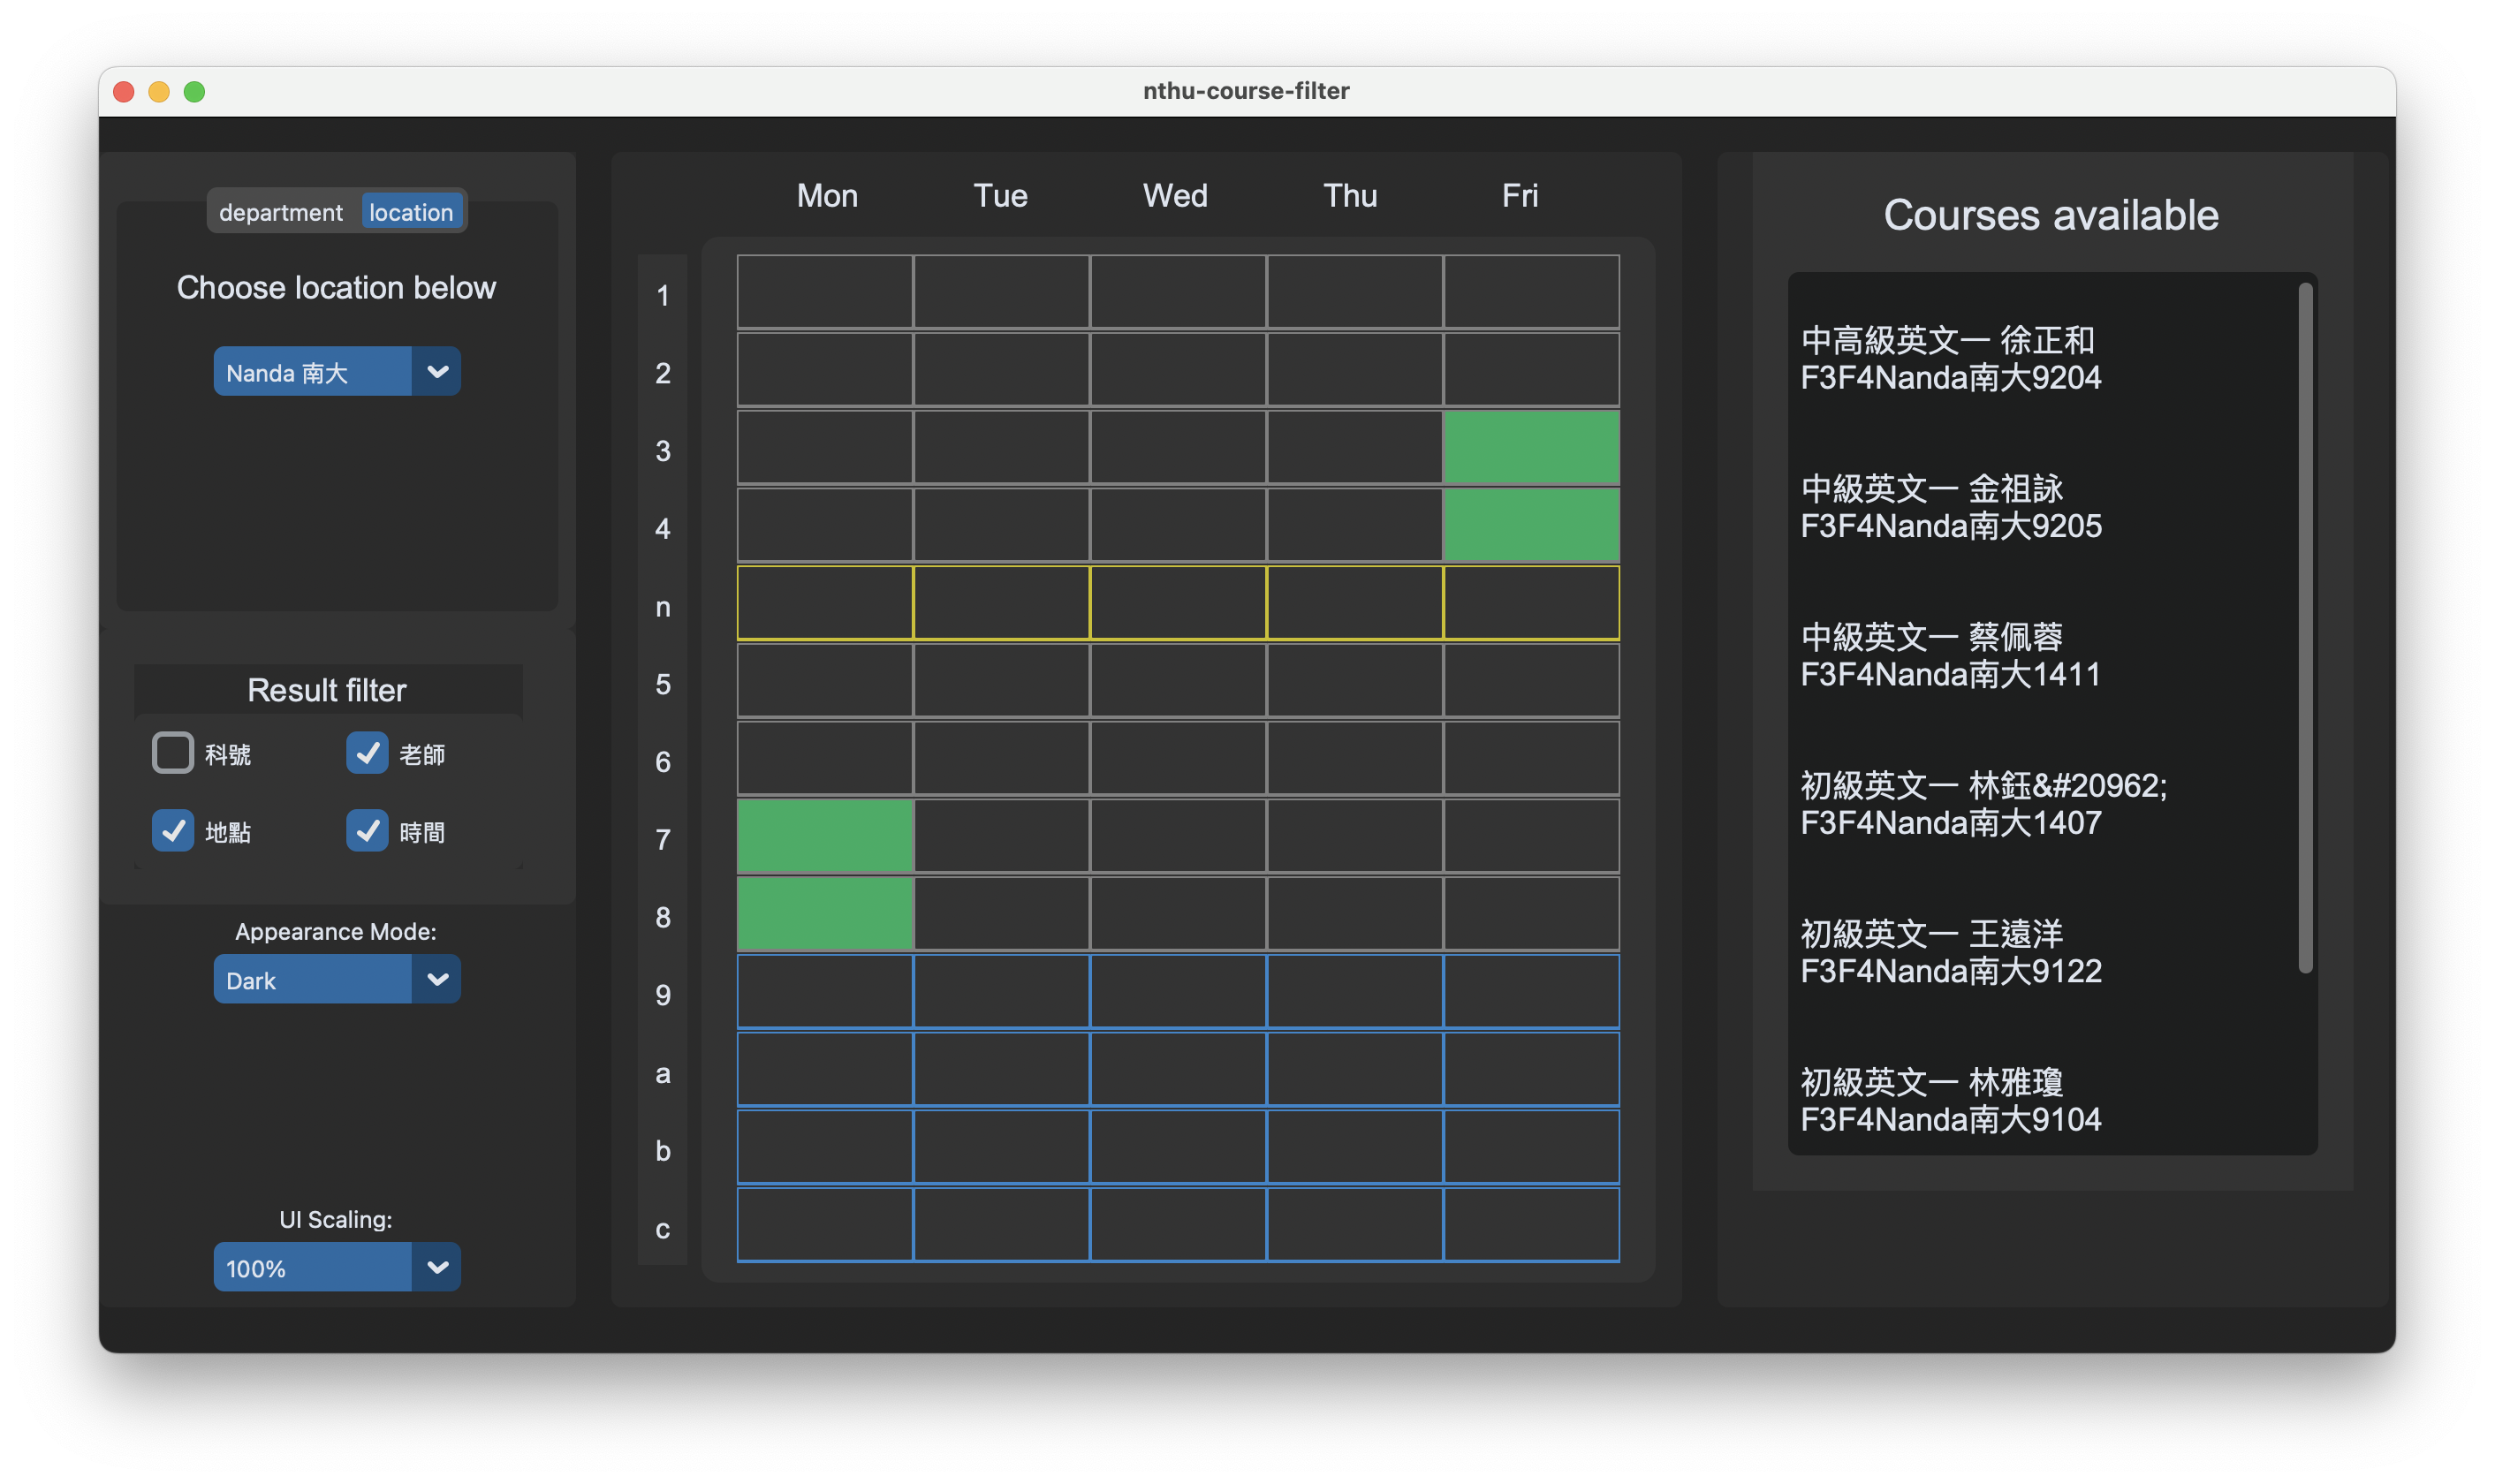 nthu-course-filter
department location
Choose location below
Nanda 南大
Result filter
科號 老師
地點 時間
Appearance Mode:
Dark
UI Scaling:
100%
Mon Tue Wed Thu Fri
1
2
3
4
n
5
6
7
8
9
a
b
c
Courses available
中高級英文一 徐正和
F3F4Nanda南大9204
中級英文一 金祖詠
F3F4Nanda南大9205
中級英文一 蔡佩蓉
F3F4Nanda南大1411
初級英文一 林鈺&#20962;
F3F4Nanda南大1407
初級英文一 王遠洋
F3F4Nanda南大9122
初級英文一 林雅瓊
F3F4Nanda南大9104